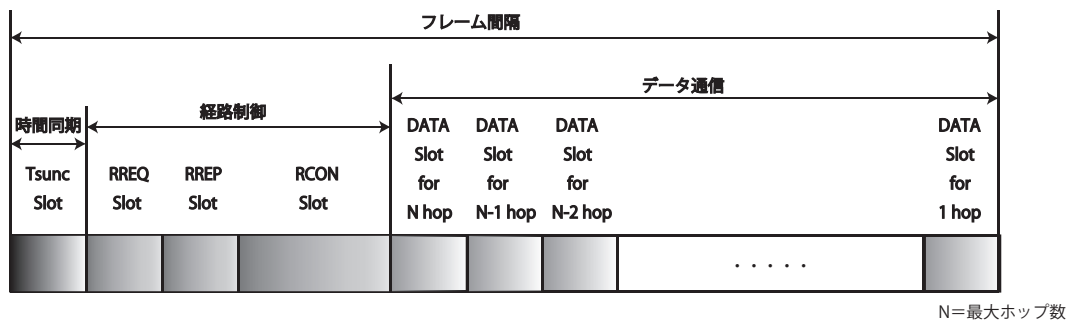 フレーム間隔
データ通信
経路制御
時間同期
Tsunc
Slot
RREQ
Slot
RREP
Slot
RCON
Slot
DATA
Slot
for
N hop
DATA
Slot
for
N-1 hop
DATA
Slot
for
N-2 hop
DATA
Slot
for
1 hop
・・・・・
N＝最大ホップ数